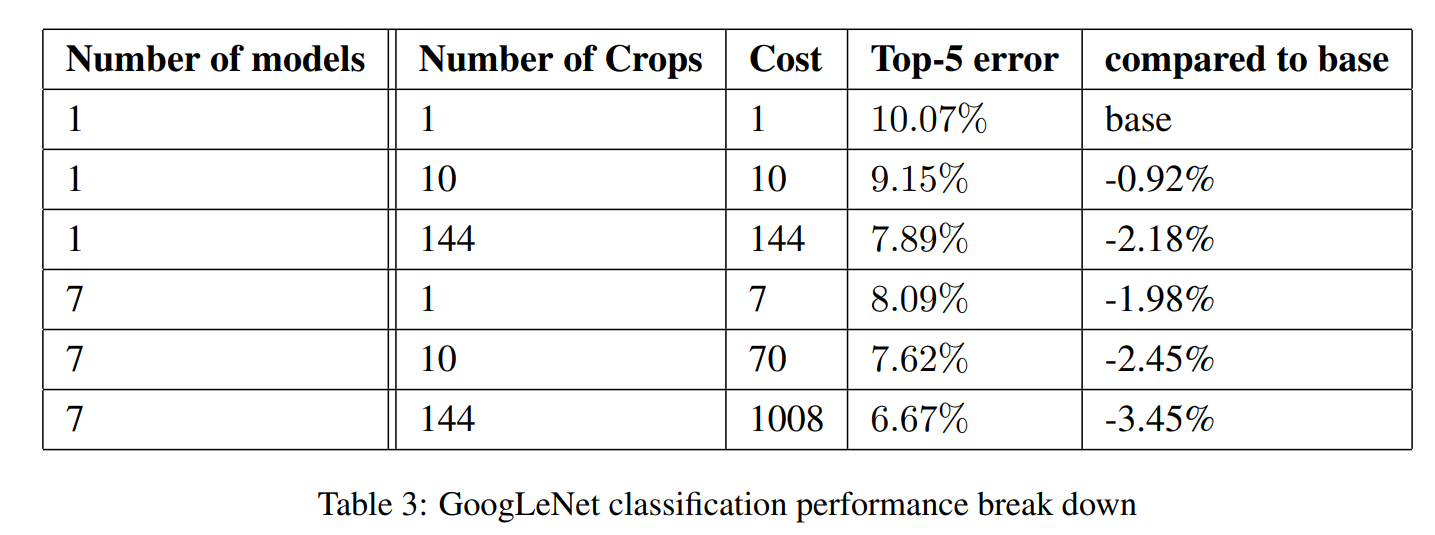 Number of models Number of Crops Cost Top-5 error compared to base
1 1 1 10.07% base
1 10 10 9.15% -0.92%
1 144 144 7.89% -2.18%
7 1 7 8.09% -1.98%
7 10 70 7.62% -2.45%
7 144 1008 6.67% -3.45%
Table 3: GoogLeNet classification performance break down